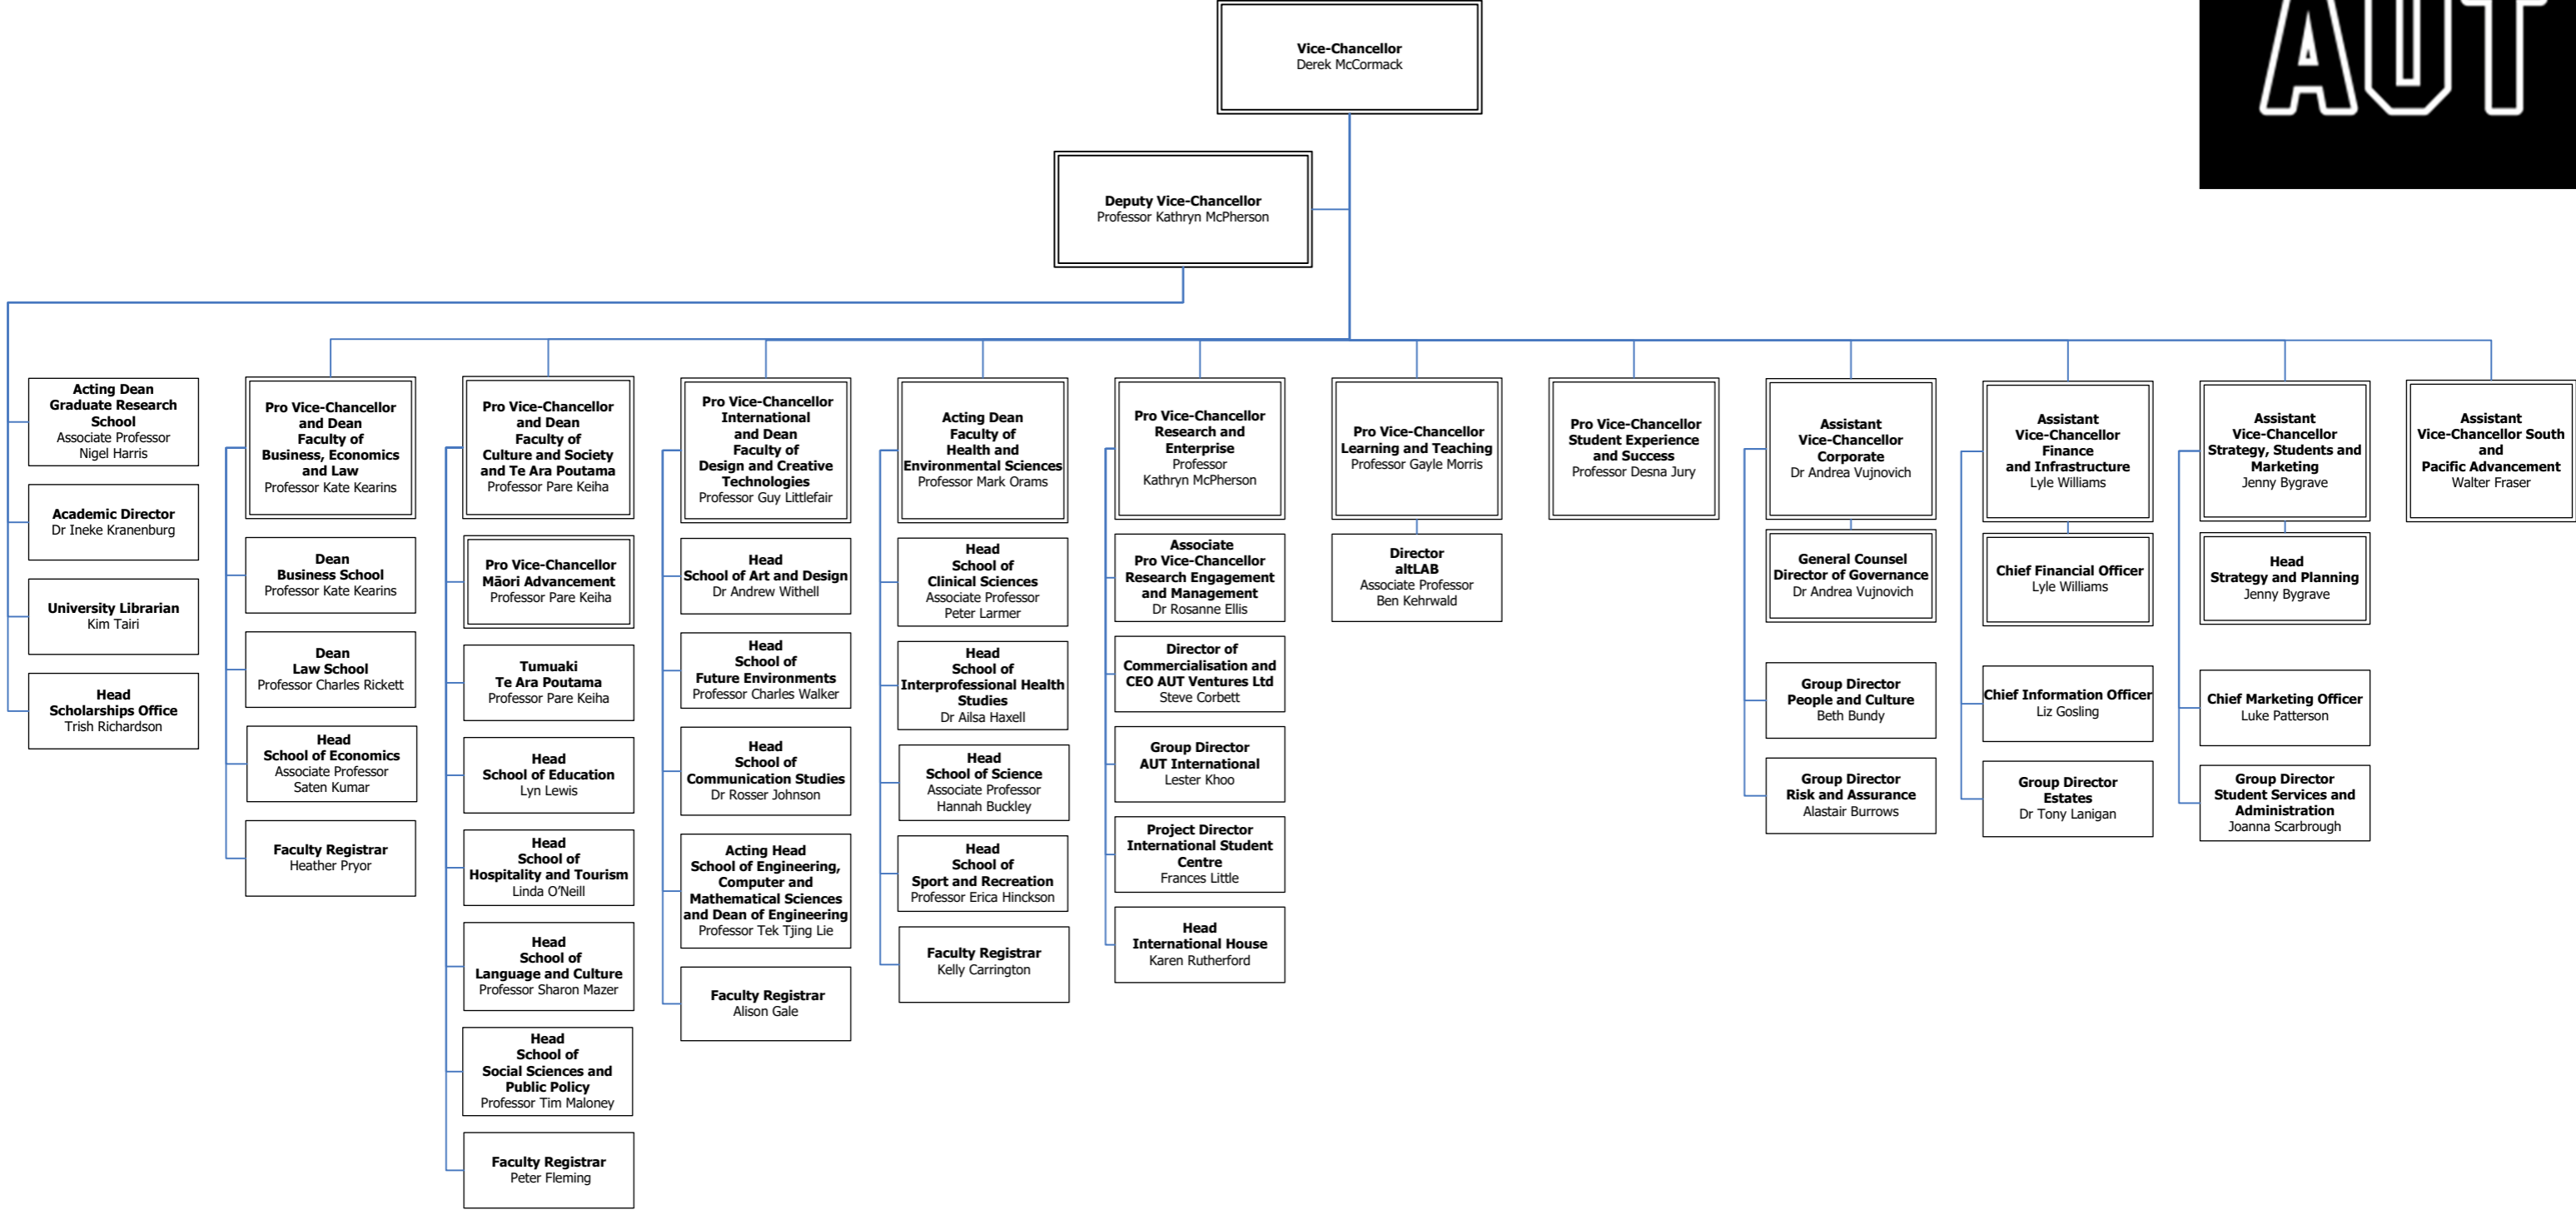 AUT
Vice-Chancellor
Derek McCormack
Deputy Vice-Chancellor
Professor Kathryn McPherson
Acting Dean
Graduate Research
School
Associate Professor
Nigel Harris
Academic Director
Dr Ineke Kranenburg
University Librarian
Kim Tairi
Head
Scholarships Office
Trish Richardson
Pro Vice-Chancellor
and Dean
Faculty of
Business, Economics
and Law
Professor Kate Kearins
Dean
Business School
Professor Kate Kearins
Dean
Law School
Professor Charles Rickett
Head
School of Economics
Associate Professor
Saten Kumar
Faculty Registrar
Heather Pryor
Pro Vice-Chancellor
and Dean
Faculty of
Culture and Society
and Te Ara Poutama
Professor Pare Keiha
Pro Vice-Chancellor
Māori Advancement
Professor Pare Keiha
Tumuaki
Te Ara Poutama
Professor Pare Keiha
Head
School of Education
Lyn Lewis
Head
School of
Hospitality and Tourism
Linda O’Neill
Head
School of
Language and Culture
Professor Sharon Mazer
Head
School of
Social Sciences and
Public Policy
Professor Tim Maloney
Faculty Registrar
Peter Fleming
Pro Vice-Chancellor
International
and Dean
Faculty of
Design and Creative
Technologies
Professor Guy Littlefair
Head
School of Art and Design
Dr Andrew Withell
Head
School of
Future Environments
Professor Charles Walker
Head
School of
Communication Studies
Dr Rosser Johnson
Acting Head
School of Engineering,
Computer and
Mathematical Sciences
and Dean of Engineering
Professor Tek Tjing Lie
Faculty Registrar
Alison Gale
Acting Dean
Faculty of
Health and
Environmental Sciences
Professor Mark Orams
Head
School of
Clinical Sciences
Associate Professor
Peter Larmer
Head
School of
Interprofessional Health
Studies
Dr Ailsa Haxell
Head
School of Science
Associate Professor
Hannah Buckley
Head
School of
Sport and Recreation
Professor Erica Hinckson
Faculty Registrar
Kelly Carrington
Pro Vice-Chancellor
Research and
Enterprise
Professor
Kathryn McPherson
Associate
Pro Vice-Chancellor
Research Engagement
and Management
Dr Rosanne Ellis
Director of
Commercialisation and
CEO AUT Ventures Ltd
Steve Corbett
Group Director
AUT International
Lester Khoo
Project Director
International Student
Centre
Frances Little
Head
International House
Karen Rutherford
Pro Vice-Chancellor
Learning and Teaching
Professor Gayle Morris
Director
altLAB
Associate Professor
Ben Kehrwald
Pro Vice-Chancellor
Student Experience
and Success
Professor Desna Jury
Assistant
Vice-Chancellor
Corporate
Dr Andrea Vujnovich
General Counsel
Director of Governance
Dr Andrea Vujnovich
Group Director
People and Culture
Beth Bundy
Group Director
Risk and Assurance
Alastair Burrows
Assistant
Vice-Chancellor
Finance
and Infrastructure
Lyle Williams
Chief Financial Officer
Lyle Williams
Chief Information Officer
Liz Gosling
Group Director
Estates
Dr Tony Lanigan
Assistant
Vice-Chancellor
Strategy, Students and
Marketing
Jenny Bygrave
Head
Strategy and Planning
Jenny Bygrave
Chief Marketing Officer
Luke Patterson
Group Director
Student Services and
Administration
Joanna Scarbrough
Assistant
Vice-Chancellor South
and
Pacific Advancement
Walter Fraser